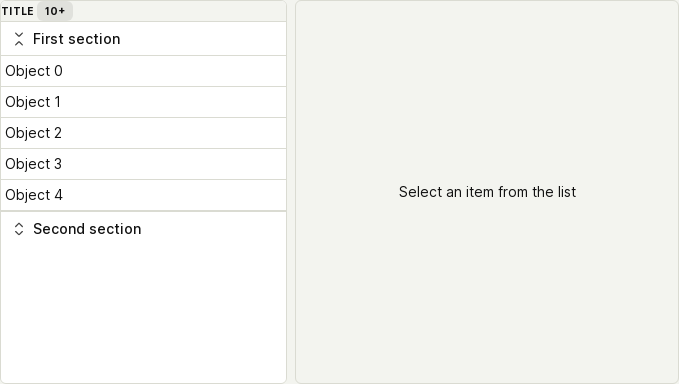 TITLE 10+
First section
Object 0
Object 1
Object 2
Object 3
Object 4
Second section
Select an item from the list